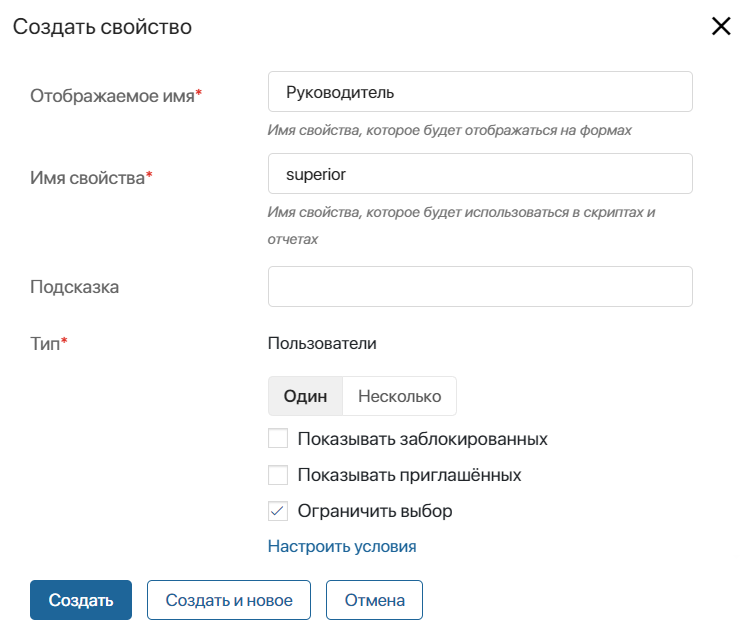 Создать свойство
Отображаемое имя*
Руководитель
Имя свойства, которое будет отображаться на формах
Имя свойства*
superior
Имя свойства, которое будет использоваться в скриптах и
отчетах
Подсказка
Тип*
Пользователи
Один Несколько
Показывать заблокированных
Показывать приглашённых
Ограничить выбор
Настроить условия
Создать Создать и новое Отмена